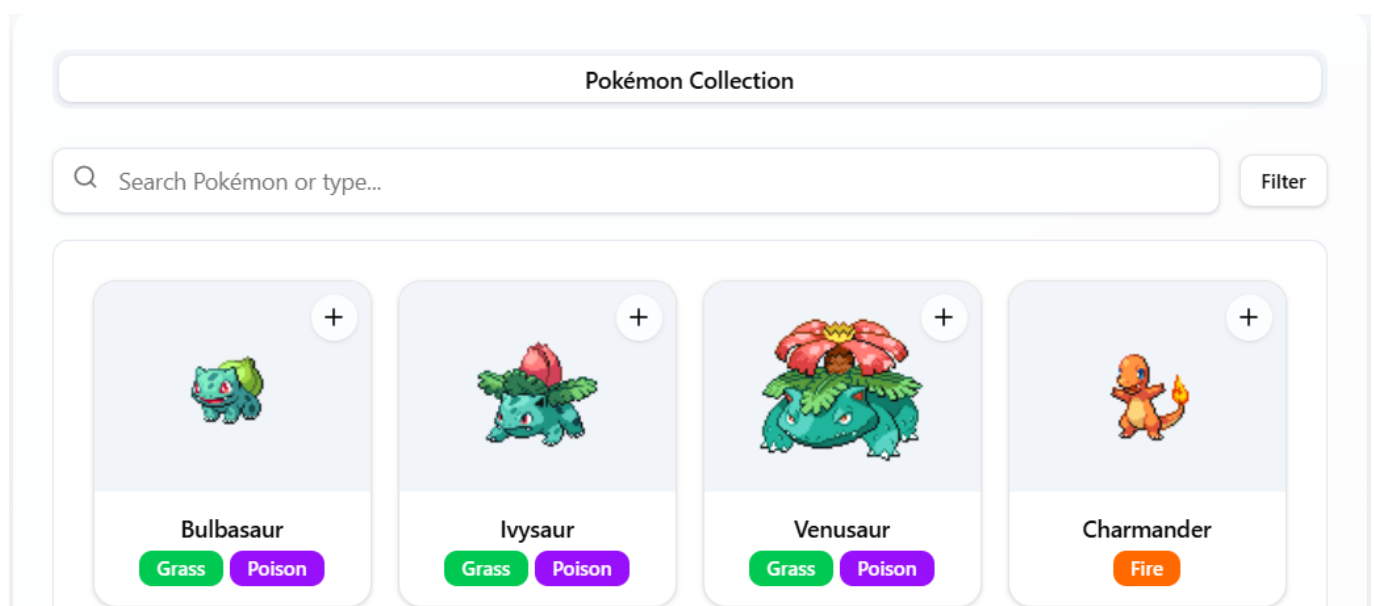 Pokémon Collection
Search Pokémon or type...
Filter
+ + + +
Bulbasaur Ivysaur Venusaur Charmander
Grass Poison Grass Poison Grass Poison Fire